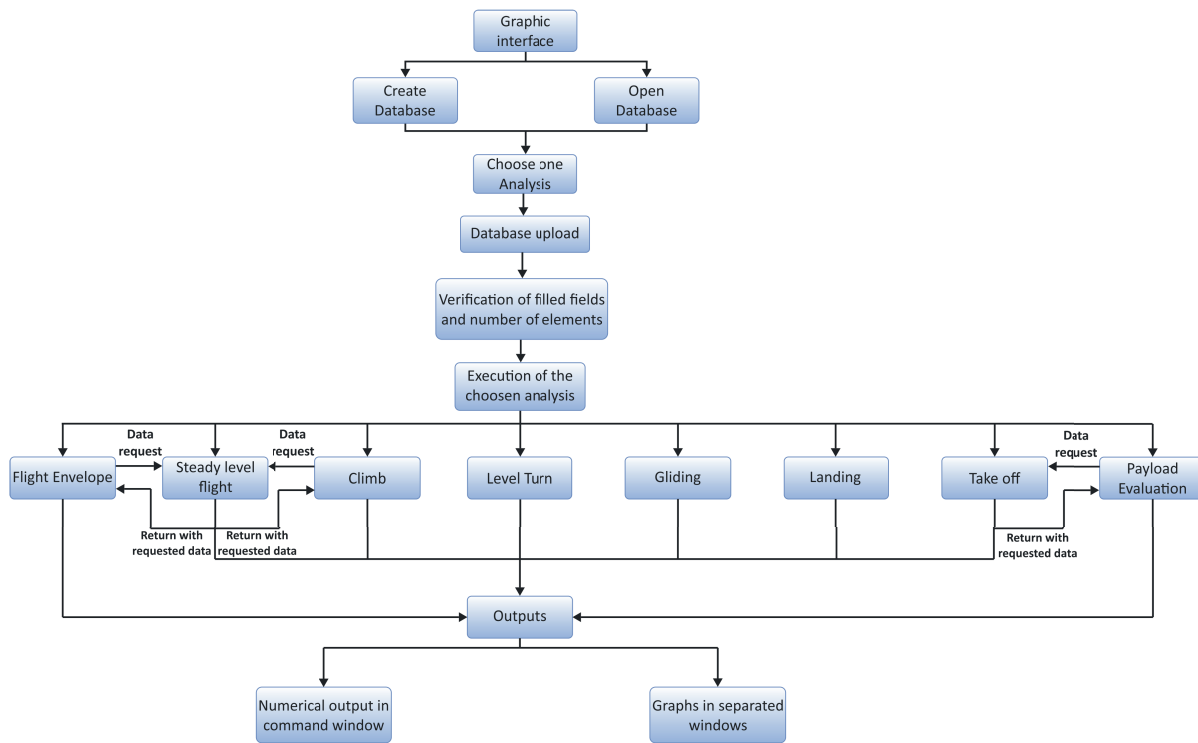 Graphic
interface
Create
Database
Open
Database
Choose one
Analysis
Database upload
Verification of filled fields
and number of elements
Execution of the
choosen analysis
Data
request
Data
request
Data
request
Flight Envelope
Steady level
flight
Climb
Level Turn
Gliding
Landing
Take off
Payload
Evaluation
Return with
requested data
Return with
requested data
Return with
requested data
Outputs
Numerical output in
command window
Graphs in separated
windows